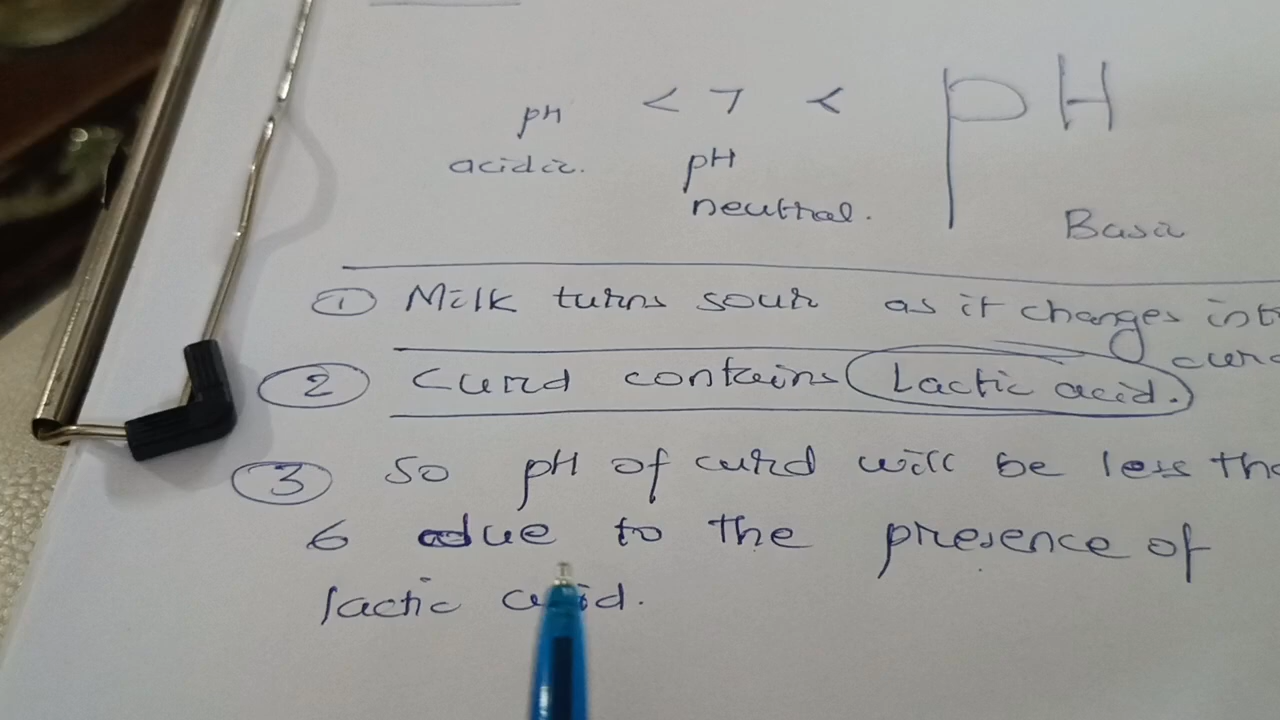 pH < 7 < pH
acidic. pH neutral. Basic
① Milk turns sour as it changes int
curd
② Curd contains Lactic acid.
③ So pH of curd will be less tha
6 due to the presence of
lactic acid.